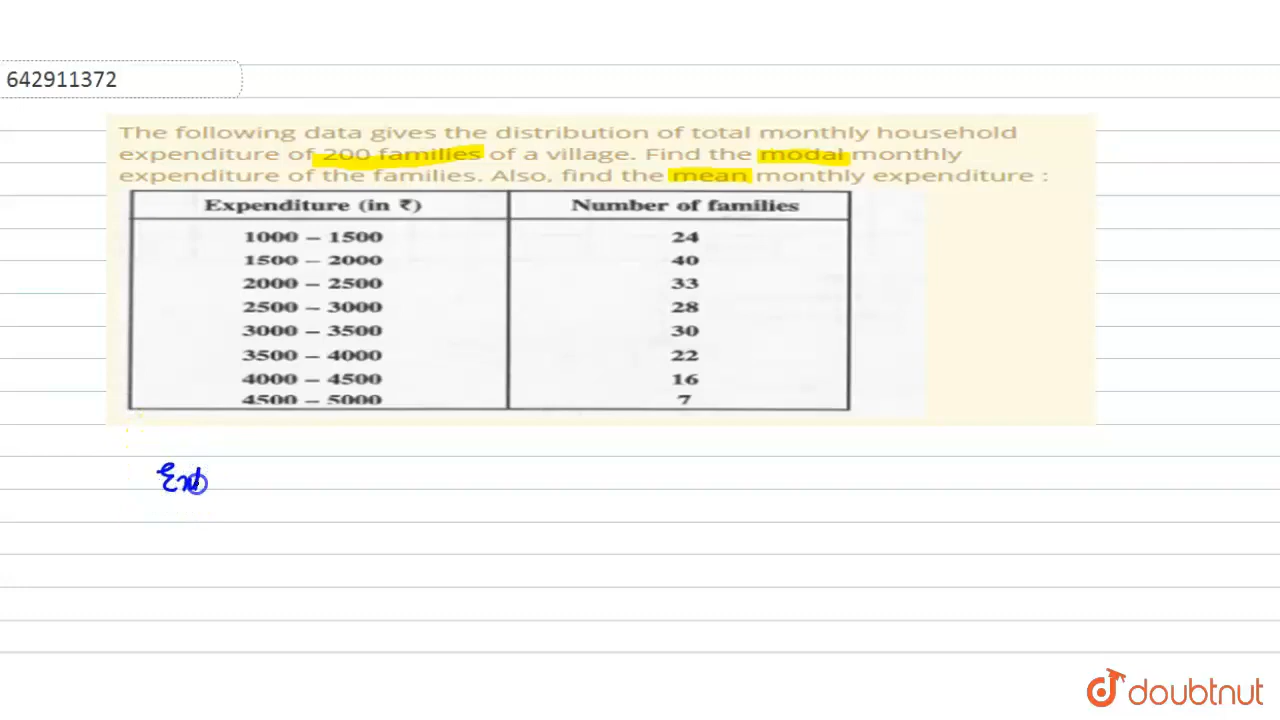 642911372
The following data gives the distribution of total monthly household
expenditure of 200 families of a village. Find the modal monthly
expenditure of the families. Also, find the mean monthly expenditure :
Expenditure (in ₹) Number of families
1000 – 1500 24
1500 – 2000 40
2000 – 2500 33
2500 – 3000 28
3000 – 3500 30
3500 – 4000 22
4000 – 4500 16
4500 – 5000 7
Exp
doubtnut